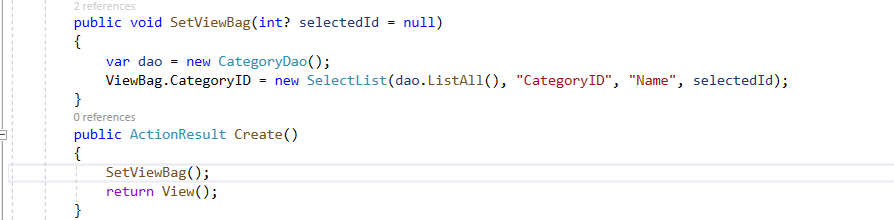 2 references
public void SetViewBag(int? selectedId = null)
{
var dao = new CategoryDao();
ViewBag.CategoryID = new SelectList(dao.ListAll(), "CategoryID", "Name", selectedId);
}
0 references
public ActionResult Create()
{
SetViewBag();
return View();
}